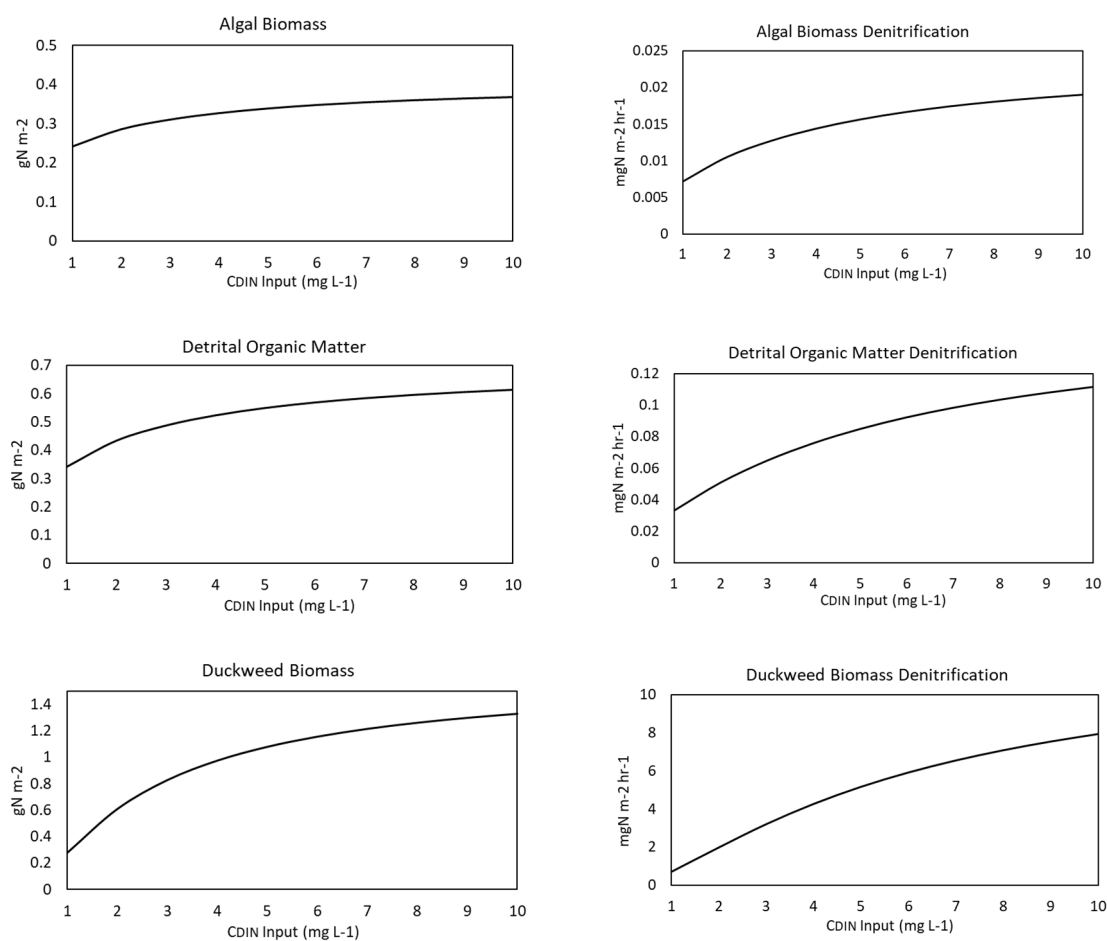 Algal Biomass
gN m-2
0.5
0.4
0.3
0.2
0.1
0
1 2 3 4 5 6 7 8 9 10
CDIN Input (mg L-1)
Algal Biomass Denitrification
mgN m-2 hr-1
0.025
0.02
0.015
0.01
0.005
0
1 2 3 4 5 6 7 8 9 10
CDIN Input (mg L-1)
Detrital Organic Matter
gN m-2
0.7
0.6
0.5
0.4
0.3
0.2
0.1
0
1 2 3 4 5 6 7 8 9 10
CDIN Input (mg L-1)
Detrital Organic Matter Denitrification
mgN m-2 hr-1
0.12
0.1
0.08
0.06
0.04
0.02
0
1 2 3 4 5 6 7 8 9 10
CDIN Input (mg L-1)
Duckweed Biomass
gN m-2
1.4
1.2
1
0.8
0.6
0.4
0.2
0
1 2 3 4 5 6 7 8 9 10
CDIN Input (mg L-1)
Duckweed Biomass Denitrification
mgN m-2 hr-1
10
8
6
4
2
0
1 2 3 4 5 6 7 8 9 10
CDIN Input (mg L-1)